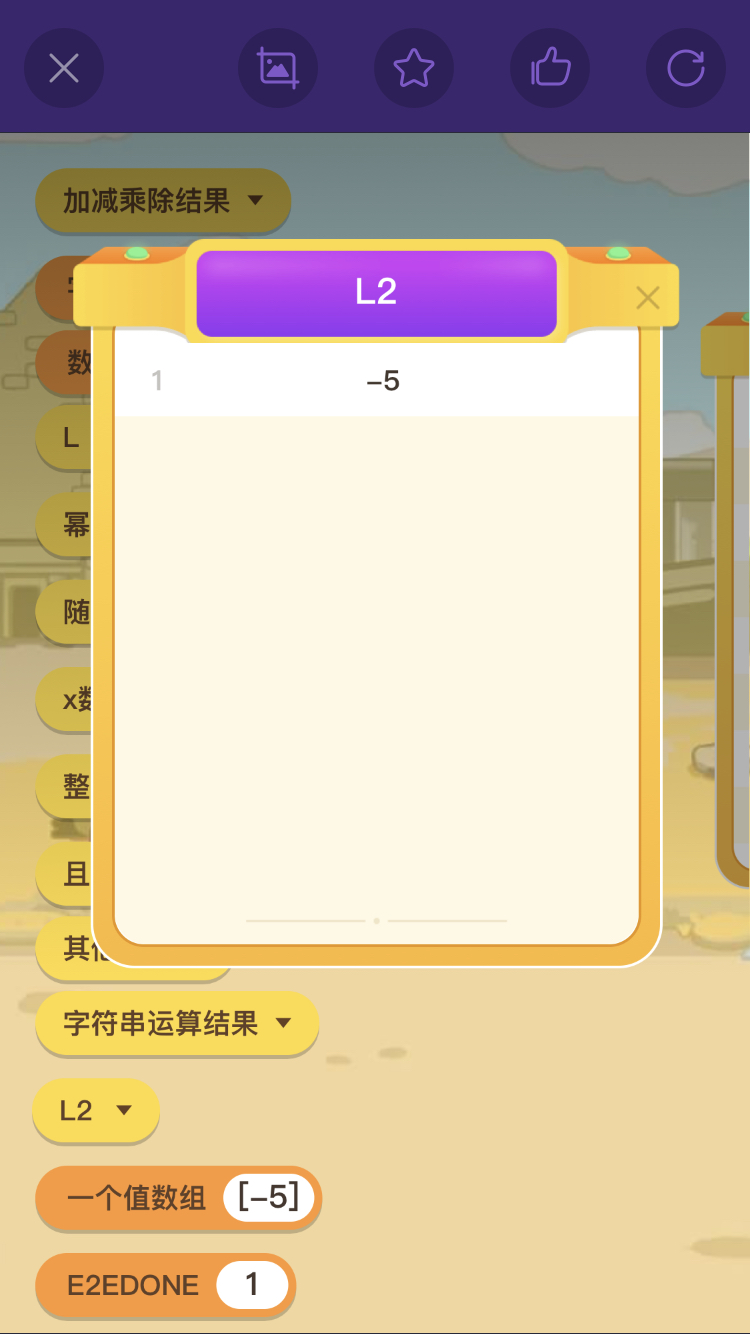 加减乘除结果
L2
1 -5
数
L
幂
随
x数
整
且
其他
字符串运算结果
L2
一个值数组 [-5]
E2EDONE 1